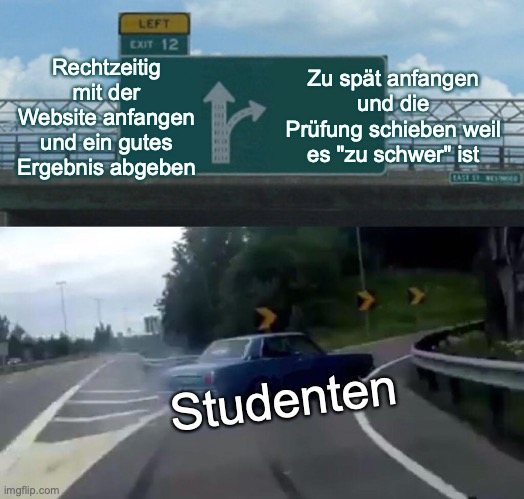 LEFT
EXIT 12
Rechtzeitig
mit der
Website anfangen
und ein gutes
Ergebnis abgeben
Zu spät anfangen
und die
Prüfung schieben weil
es "zu schwer" ist
Studenten
imgflip.com